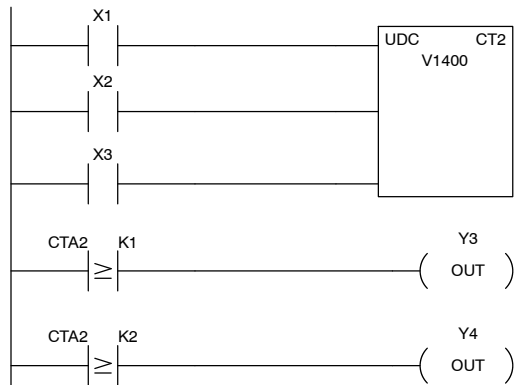 X1
UDC CT2
V1400
X2
X3
CTA2 K1
≥
Y3
OUT
CTA2 K2
≥
Y4
OUT